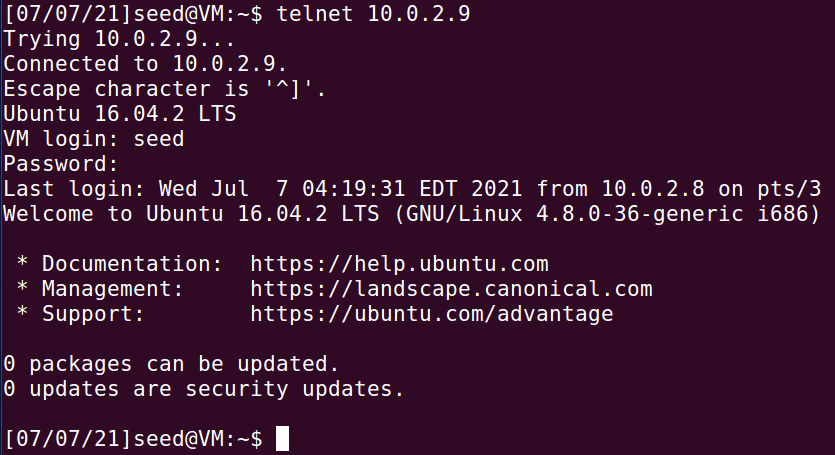 [07/07/21]seed@VM:~$ telnet 10.0.2.9
Trying 10.0.2.9...
Connected to 10.0.2.9.
Escape character is '^]'.
Ubuntu 16.04.2 LTS
VM login: seed
Password:
Last login: Wed Jul  7 04:19:31 EDT 2021 from 10.0.2.8 on pts/3
Welcome to Ubuntu 16.04.2 LTS (GNU/Linux 4.8.0-36-generic i686)

 * Documentation:  https://help.ubuntu.com
 * Management:     https://landscape.canonical.com
 * Support:        https://ubuntu.com/advantage

0 packages can be updated.
0 updates are security updates.

[07/07/21]seed@VM:~$